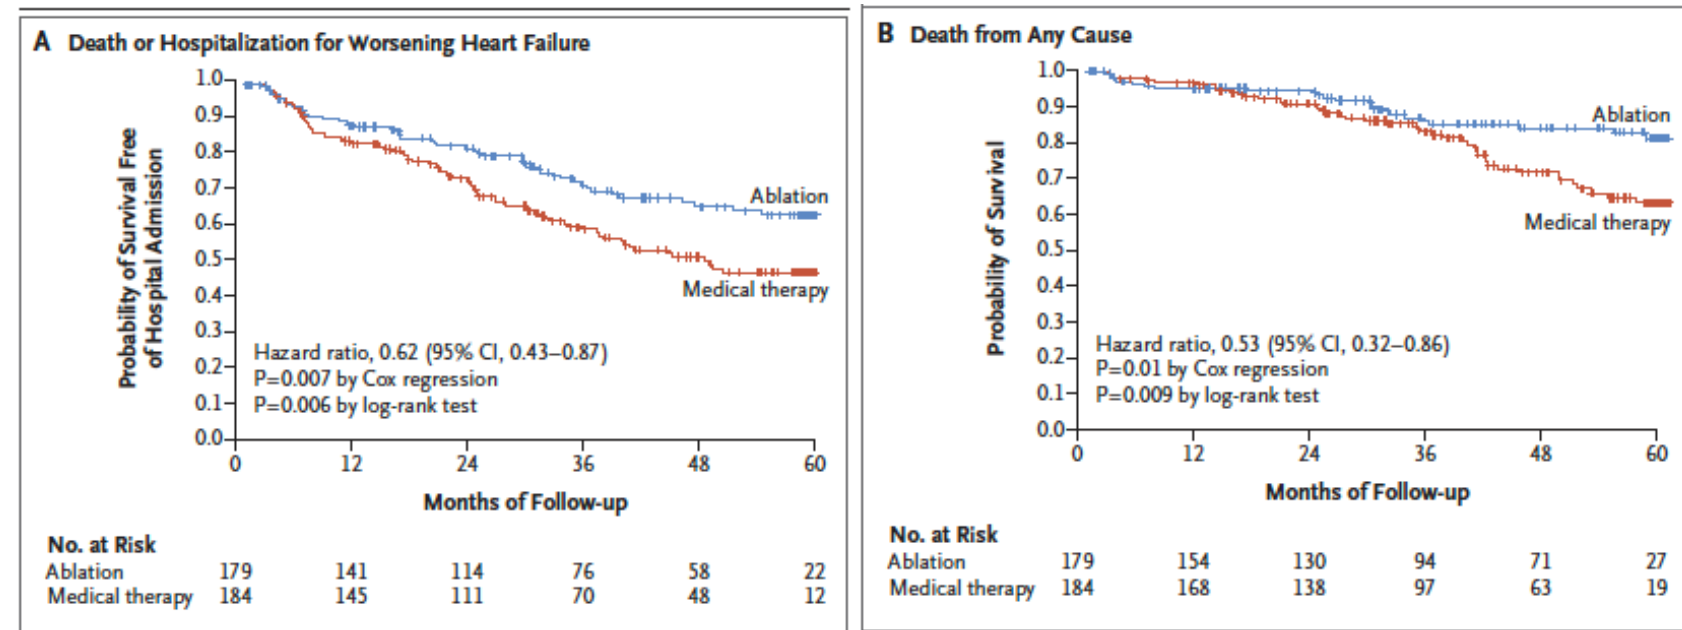 A Death or Hospitalization for Worsening Heart Failure
Probability of Survival Free
of Hospital Admission
1.0
0.9
0.8
0.7
0.6
0.5
0.4
0.3
0.2
0.1
0.0
Ablation
Medical therapy
Hazard ratio, 0.62 (95% CI, 0.43–0.87)
P=0.007 by Cox regression
P=0.006 by log-rank test
0 12 24 36 48 60
Months of Follow-up
No. at Risk
Ablation 179 141 114 76 58 22
Medical therapy 184 145 111 70 48 12
B Death from Any Cause
Probability of Survival
1.0
0.9
0.8
0.7
0.6
0.5
0.4
0.3
0.2
0.1
0.0
Ablation
Medical therapy
Hazard ratio, 0.53 (95% CI, 0.32–0.86)
P=0.01 by Cox regression
P=0.009 by log-rank test
0 12 24 36 48 60
Months of Follow-up
No. at Risk
Ablation 179 154 130 94 71 27
Medical therapy 184 168 138 97 63 19